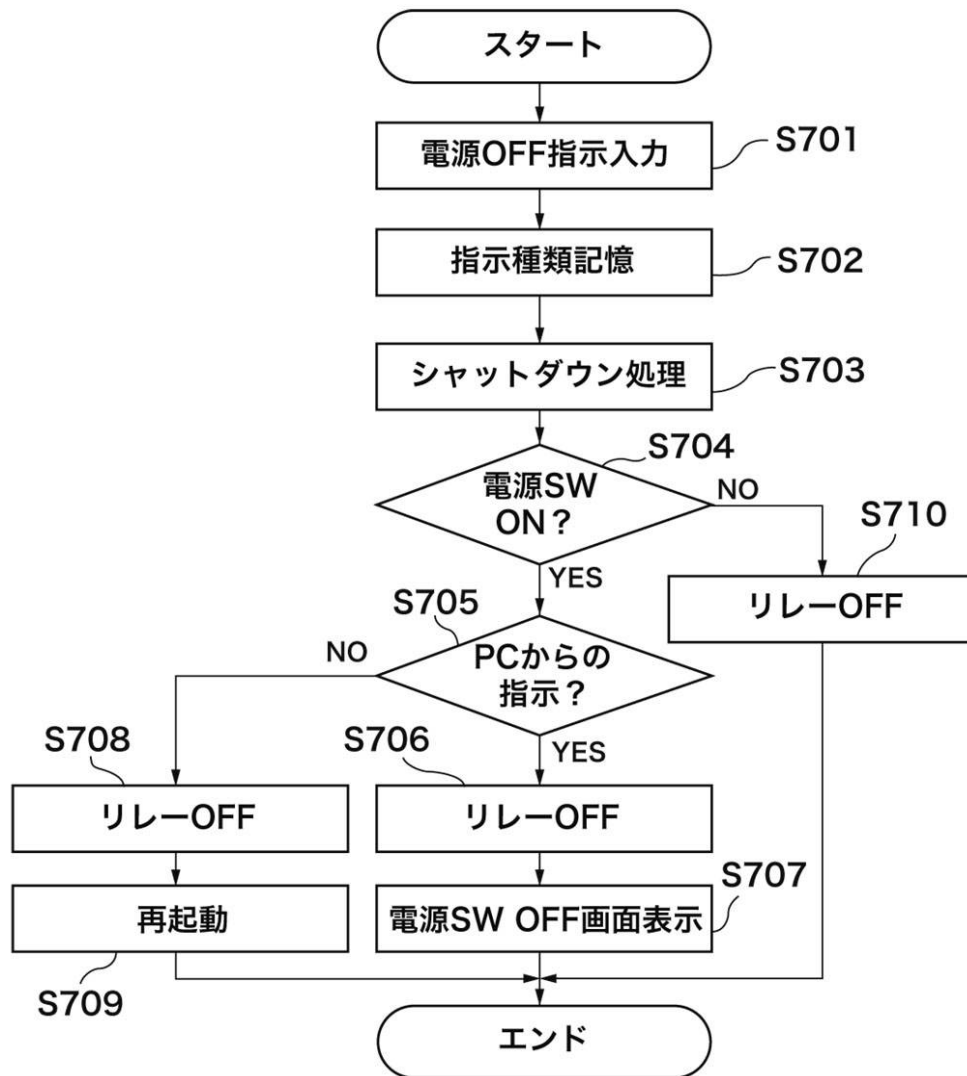 スタート
電源OFF指示入力
S701
指示種類記憶
S702
シャットダウン処理
S703
S704
電源SW
ON？
NO
YES
S710
リレーOFF
S705
PCからの
指示？
NO
YES
S708
リレーOFF
S706
リレーOFF
再起動
S709
電源SW OFF画面表示
S707
エンド